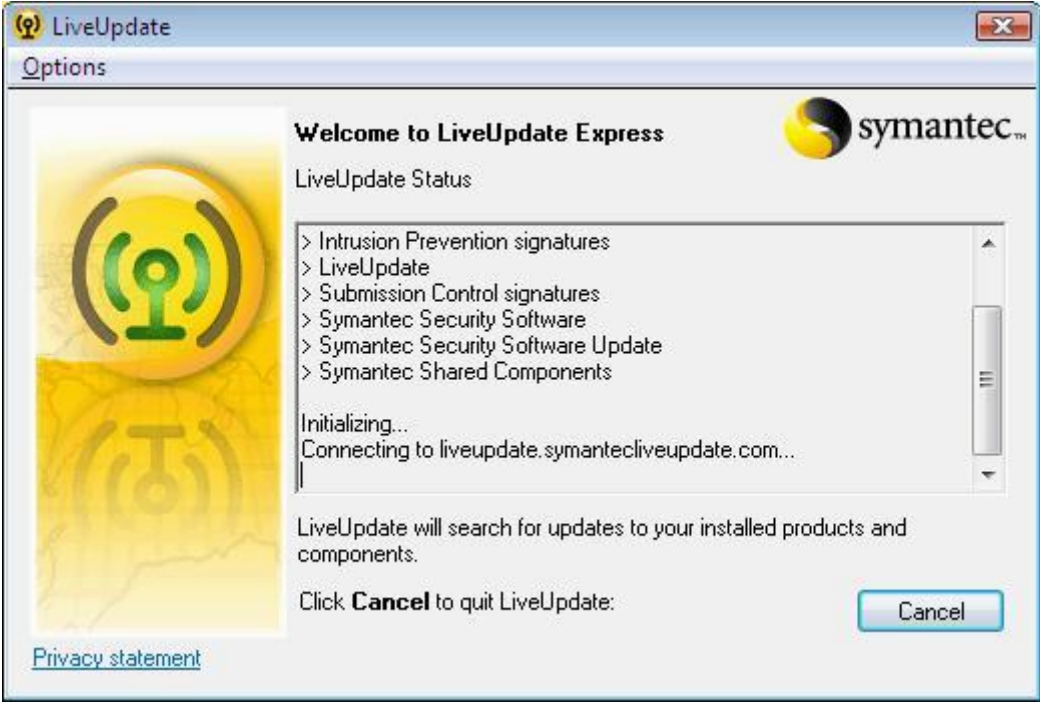 LiveUpdate
Options
symantec™
Welcome to LiveUpdate Express
LiveUpdate Status
> Intrusion Prevention signatures
> LiveUpdate
> Submission Control signatures
> Symantec Security Software
> Symantec Security Software Update
> Symantec Shared Components
Initializing...
Connecting to liveupdate.symantecliveupdate.com...
LiveUpdate will search for updates to your installed products and
components.
Click Cancel to quit LiveUpdate:
Cancel
Privacy statement